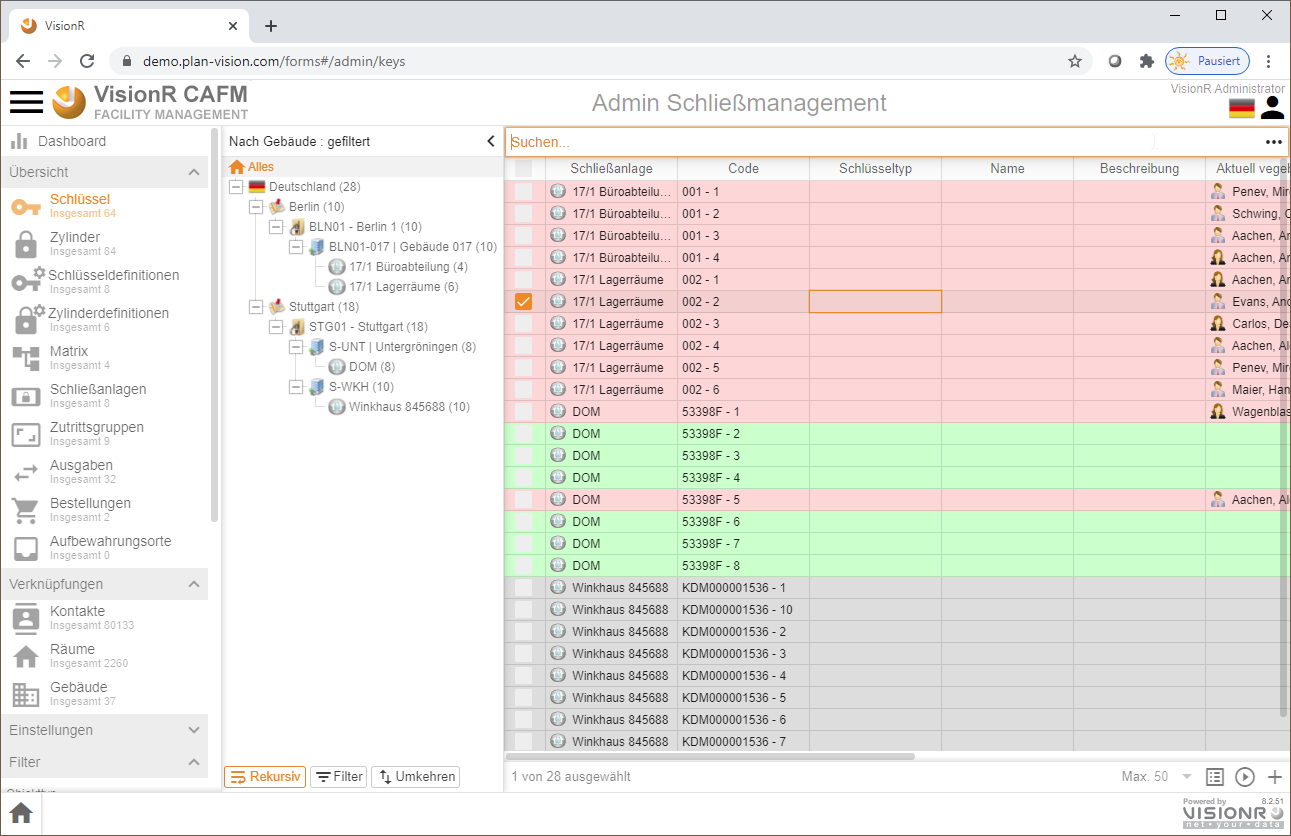 VisionR
demo.plan-vision.com/forms#/admin/keys
Pausiert
VisionR CAFM
FACILITY MANAGEMENT
Admin Schließmanagement
VisionR Administrator
Dashboard
Übersicht
Schlüssel
Insgesamt 64
Zylinder
Insgesamt 84
Schlüsseldefinitionen
Insgesamt 8
Zylinderdefinitionen
Insgesamt 6
Matrix
Insgesamt 4
Schließanlagen
Insgesamt 8
Zutrittsgruppen
Insgesamt 9
Ausgaben
Insgesamt 32
Bestellungen
Insgesamt 2
Aufbewahrungsorte
Insgesamt 0
Verknüpfungen
Kontakte
Insgesamt 80133
Räume
Insgesamt 2260
Gebäude
Insgesamt 37
Einstellungen
Filter
Nach Gebäude : gefiltert
Alles
Deutschland (28)
Berlin (10)
BLN01 - Berlin 1 (10)
BLN01-017 | Gebäude 017 (10)
17/1 Büroabteilung (4)
17/1 Lagerräume (6)
Stuttgart (18)
STG01 - Stuttgart (18)
S-UNT | Untergröningen (8)
DOM (8)
S-WKH (10)
Winkhaus 845688 (10)
Rekursiv Filter Umkehren
Suchen...
Schließanlage Code Schlüsseltyp Name Beschreibung Aktuell vegeb
17/1 Büroabteilu... 001 - 1 Penev, Mir
17/1 Büroabteilu... 001 - 2 Schwing, C
17/1 Büroabteilu... 001 - 3 Aachen, An
17/1 Büroabteilu... 001 - 4 Aachen, An
17/1 Lagerräume 002 - 1 Aachen, An
17/1 Lagerräume 002 - 2 Evans, And
17/1 Lagerräume 002 - 3 Carlos, De
17/1 Lagerräume 002 - 4 Aachen, Al
17/1 Lagerräume 002 - 5 Penev, Mir
17/1 Lagerräume 002 - 6 Maier, Han
DOM 53398F - 1 Wagenblas
DOM 53398F - 2
DOM 53398F - 3
DOM 53398F - 4
DOM 53398F - 5 Aachen, Al
DOM 53398F - 6
DOM 53398F - 7
DOM 53398F - 8
Winkhaus 845688 KDM000001536 - 1
Winkhaus 845688 KDM000001536 - 10
Winkhaus 845688 KDM000001536 - 2
Winkhaus 845688 KDM000001536 - 3
Winkhaus 845688 KDM000001536 - 4
Winkhaus 845688 KDM000001536 - 5
Winkhaus 845688 KDM000001536 - 6
Winkhaus 845688 KDM000001536 - 7
1 von 28 ausgewählt
Max. 50
Powered by 8.2.51
VISIONR
net • your • data